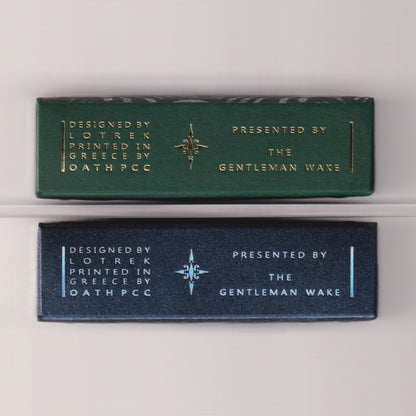 DESIGNED BY
LOTREK
PRINTED IN
GREECE BY
OATH PCC
PRESENTED BY
THE
GENTLEMAN WAKE
DESIGNED BY
LOTREK
PRINTED IN
GREECE BY
OATH PCC
PRESENTED BY
THE
GENTLEMAN WAKE